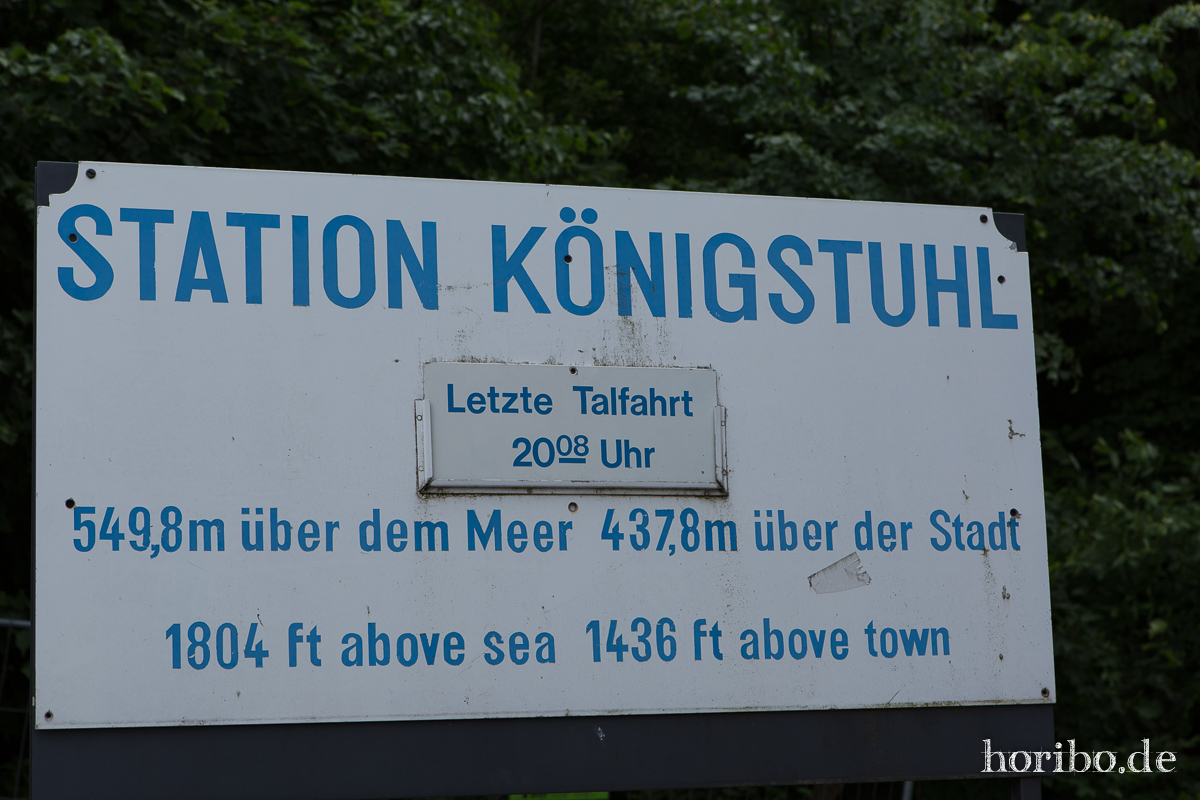 STATION KÖNIGSTUHL
Letzte Talfahrt
20⁰⁸ Uhr
549,8m über dem Meer 437,8m über der Stadt
1804 ft above sea 1436 ft above town
horibo.de